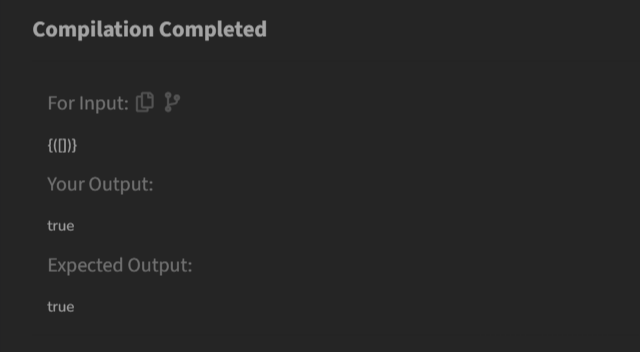 Compilation Completed
For Input:
{([])}
Your Output:
true
Expected Output:
true